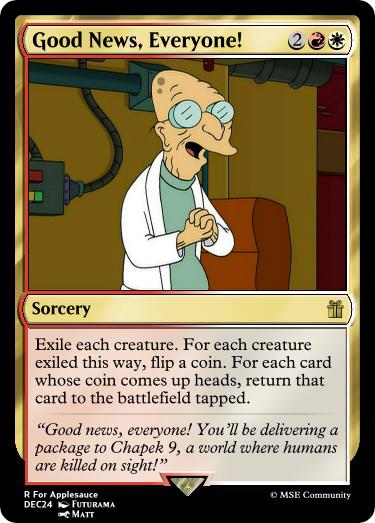 Good News, Everyone! 2
Sorcery
Exile each creature. For each creature
exiled this way, flip a coin. For each card
whose coin comes up heads, return that
card to the battlefield tapped.
“Good news, everyone! You'll be delivering a
package to Chapek 9, a world where humans
are killed on sight!”
R For Applesauce
DEC24 Futurama
Matt
© MSE Community